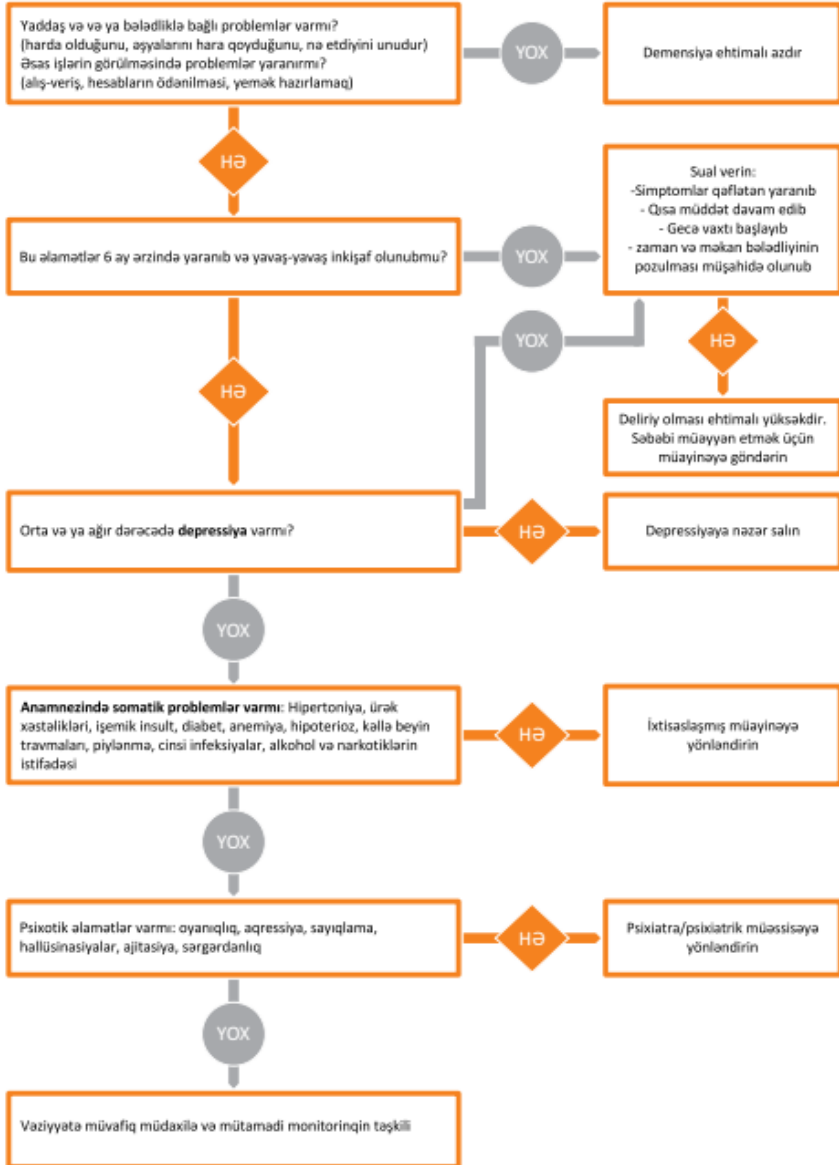 Yaddaş və və ya bələdliklə bağlı problemlər varmı?
(harda olduğunu, əşyalarını hara qoyduğunu, nə etdiyini unudur)
Əsas işlərin görülməsində problemlər yaranırmı?
(alış-veriş, hesabların ödənilməsi, yemək hazırlamaq)
YOX
Demensiya ehtimalı azdır
HƏ
Bu əlamətlər 6 ay ərzində yaranıb və yavaş-yavaş inkişaf olunubmu?
YOX
Sual verin:
-Simptomlar qəflətən yaranıb
- Qısa müddət davam edib
- Gecə vaxtı başlayıb
- zaman və məkan bələdliyinin
pozulması müşahidə olunub
YOX
HƏ
HƏ
Deliriy olması ehtimalı yüksəkdir.
Səbəbi müəyyən etmək üçün
müayinəyə göndərin
Orta və ya ağır dərəcədə depressiya varmı?
HƏ
Depressiyaya nəzər salın
YOX
Anamnezində somatik problemlər varmı: Hipertoniya, ürək
xəstəlikləri, işemik insult, diabet, anemiya, hipoterioz, kəllə beyin
travmaları, piylənmə, cinsi infeksiyalar, alkohol və narkotiklərin
istifadəsi
HƏ
İxtisaslaşmış müayinəyə
yönləndirin
YOX
Psixotik əlamətlər varmı: oyanıqlıq, aqressiya, sayıqlama,
hallüsinasiyalar, ajitasiya, sərgərdanlıq
HƏ
Psixiatra/psixiatrik müəssisəyə
yönləndirin
YOX
Vəziyyətə müvafiq müdaxilə və mütəmadi monitorinqin təşkili